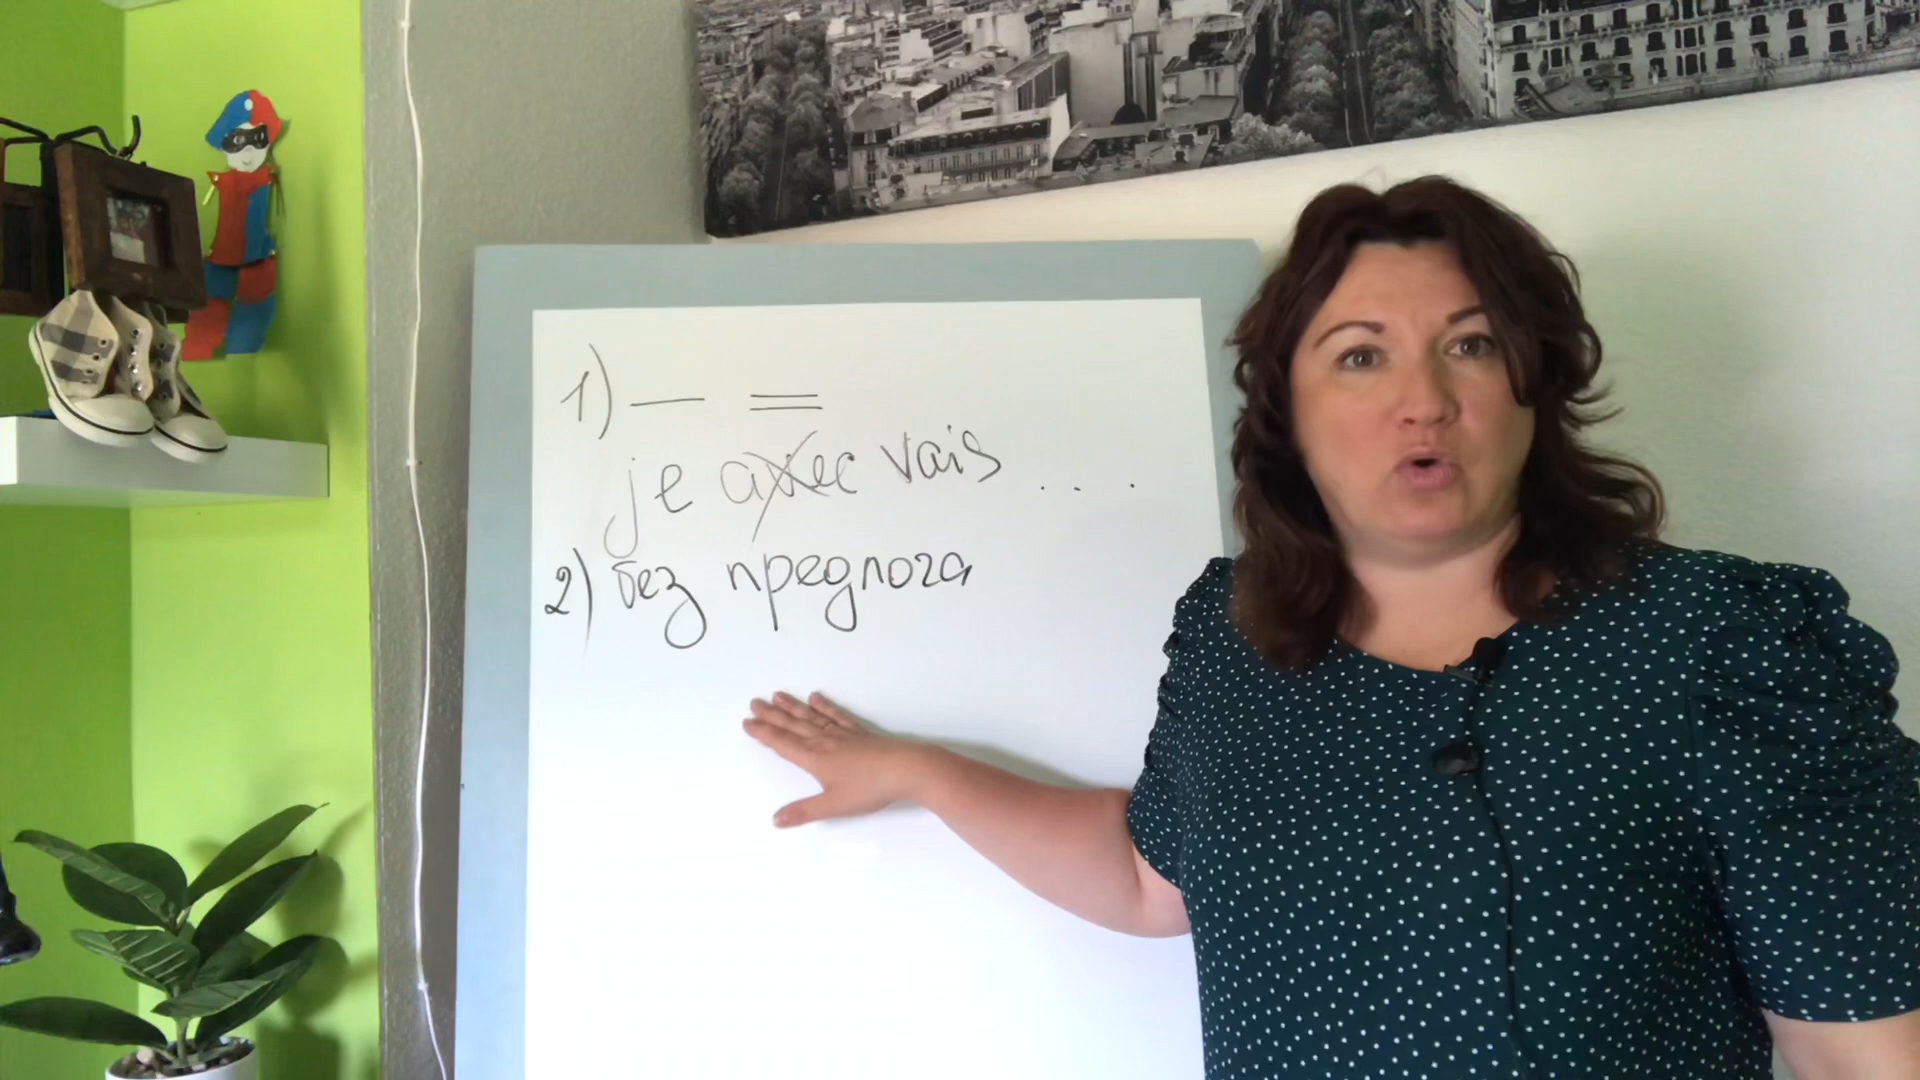 1) — =
je avec vais ... .
2) без предлога